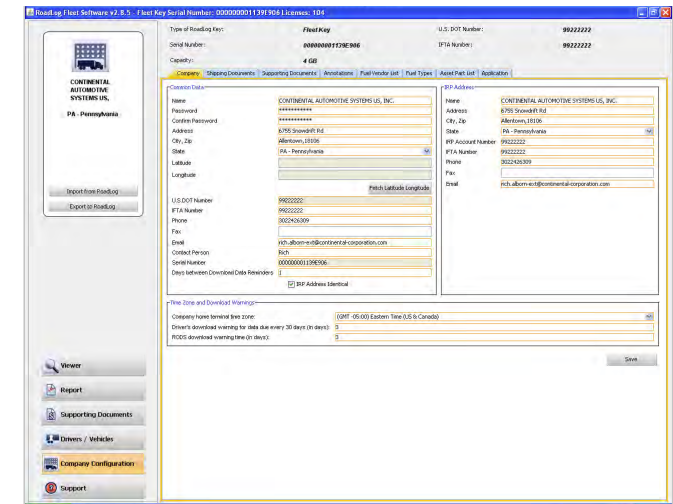 RoadLog Fleet Software v2.8.5 - Fleet Key Serial Number: 000000001139E906 Licenses: 104
CONTINENTAL
AUTOMOTIVE
SYSTEMS US,
PA - Pennsylvania
Import from RoadLog
Export to RoadLog
Viewer
Report
Supporting Documents
Drivers / Vehicles
Company Configuration
Support
Type of RoadLog Key: Fleet Key U.S. DOT Number: 99222222
Serial Number: 000000001139E906 IFTA Number: 99222222
Capacity: 4 GB
Company Shipping Documents Supporting Documents Annotations Fuel Vendor List Fuel Types Asset Part List Application
Common Data
Name CONTINENTAL AUTOMOTIVE SYSTEMS US, INC.
Password ***********
Confirm Password ***********
Address 6755 Snowdrift Rd
City, Zip Allentown,18106
State PA - Pennsylvania
Latitude
Longitude
Fetch Latitude Longitude
U.S.DOT Number 99222222
IFTA Number 99222222
Phone 3022426309
Fax
Email rich.alborn-ext@continental-corporation.com
Contact Person Rich
Serial Number 000000001139E906
Days between Download Data Reminders 1
IRP Address Identical
IRP Address
Name CONTINENTAL AUTOMOTIVE SYSTEMS US, INC.
Address 6755 Snowdrift Rd
City, Zip Allentown,18106
State PA - Pennsylvania
IRP Account Number 99222222
IFTA Number 99222222
Phone 3022426309
Fax
Email rich.alborn-ext@continental-corporation.com
Time Zone and Download Warnings
Company home terminal time zone: (GMT -05:00) Eastern Time (US & Canada)
Driver's download warning for data due every 30 days (in days): 3
RODS download warning time (in days): 3
Save